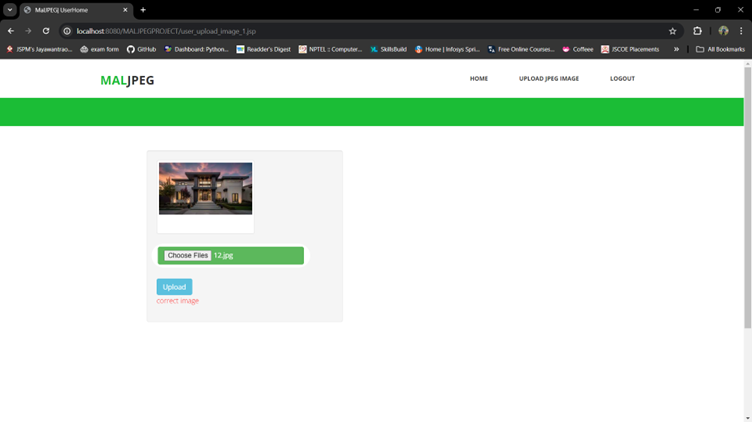 MalJPEG| UserHome
localhost:8080/MALJPEGPROJECT/user_upload_image_1.jsp
JSPM's Jayawantrao... exam form GitHub Dashboard: Python... Reader's Digest NPTEL :: Computer... SkillsBuild Home | Infosys Spri... Free Online Courses... Coffeee JSCOE Placements » All Bookmarks
MALJPEG HOME UPLOAD JPEG IMAGE LOGOUT
Choose Files 12.jpg
Upload
correct image